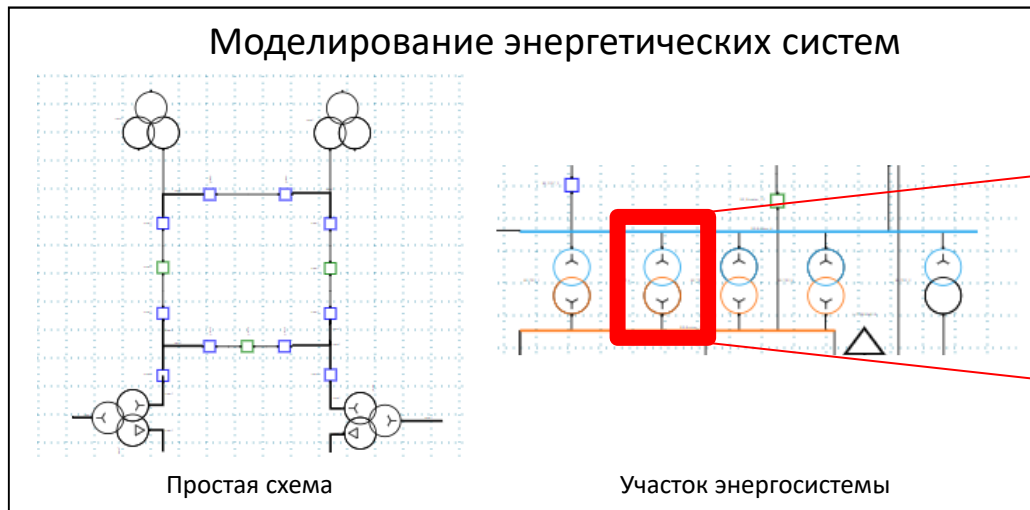 Моделирование энергетических систем
Простая схема
Участок энергосистемы